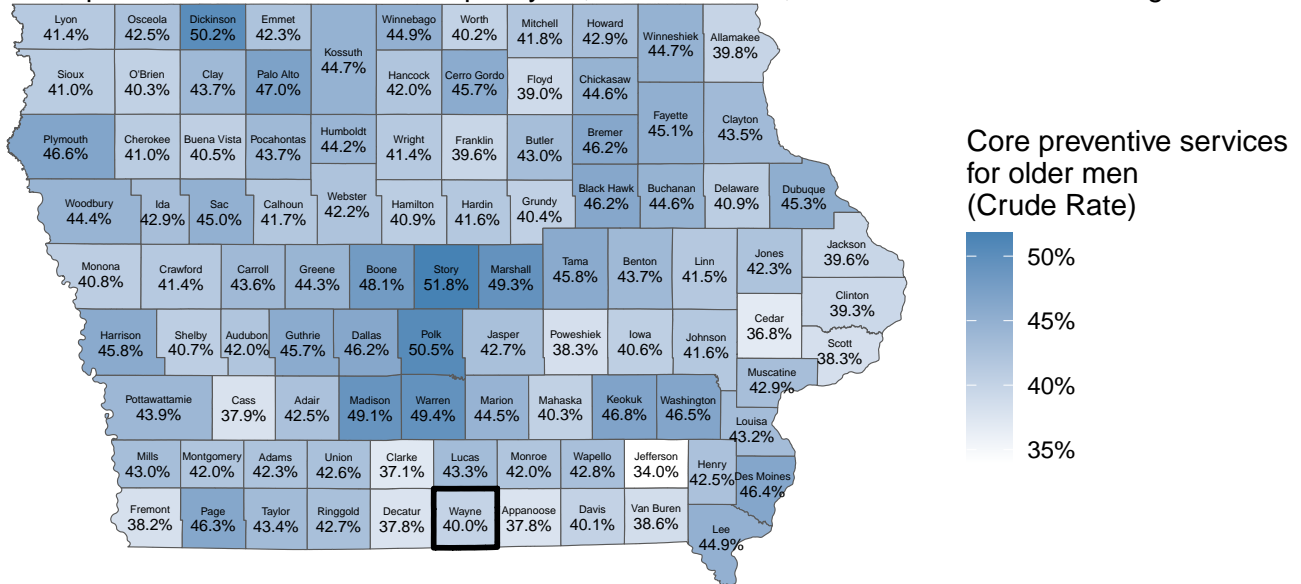 Lyon
41.4%
Osceola
42.5%
Dickinson
50.2%
Emmet
42.3%
Kossuth
44.7%
Winnebago
44.9%
Worth
40.2%
Mitchell
41.8%
Howard
42.9%
Winneshiek
44.7%
Allamakee
39.8%
Sioux
41.0%
O'Brien
40.3%
Clay
43.7%
Palo Alto
47.0%
Hancock
42.0%
Cerro Gordo
45.7%
Floyd
39.0%
Chickasaw
44.6%
Fayette
45.1%
Clayton
43.5%
Plymouth
46.6%
Cherokee
41.0%
Buena Vista
40.5%
Pocahontas
43.7%
Humboldt
44.2%
Wright
41.4%
Franklin
39.6%
Butler
43.0%
Bremer
46.2%
Woodbury
44.4%
Ida
42.9%
Sac
45.0%
Calhoun
41.7%
Webster
42.2%
Hamilton
40.9%
Hardin
41.6%
Grundy
40.4%
Black Hawk
46.2%
Buchanan
44.6%
Delaware
40.9%
Dubuque
45.3%
Monona
40.8%
Crawford
41.4%
Carroll
43.6%
Greene
44.3%
Boone
48.1%
Story
51.8%
Marshall
49.3%
Tama
45.8%
Benton
43.7%
Linn
41.5%
Jones
42.3%
Jackson
39.6%
Clinton
39.3%
Cedar
36.8%
Scott
38.3%
Harrison
45.8%
Shelby
40.7%
Audubon
42.0%
Guthrie
45.7%
Dallas
46.2%
Polk
50.5%
Jasper
42.7%
Poweshiek
38.3%
Iowa
40.6%
Johnson
41.6%
Muscatine
42.9%
Pottawattamie
43.9%
Cass
37.9%
Adair
42.5%
Madison
49.1%
Warren
49.4%
Marion
44.5%
Mahaska
40.3%
Keokuk
46.8%
Washington
46.5%
Louisa
43.2%
Mills
43.0%
Montgomery
42.0%
Adams
42.3%
Union
42.6%
Clarke
37.1%
Lucas
43.3%
Monroe
42.0%
Wapello
42.8%
Jefferson
34.0%
Henry
42.5%
Des Moines
46.4%
Fremont
38.2%
Page
46.3%
Taylor
43.4%
Ringgold
42.7%
Decatur
37.8%
Wayne
40.0%
Appanoose
37.8%
Davis
40.1%
Van Buren
38.6%
Lee
44.9%
Core preventive services
for older men
(Crude Rate)
50%
45%
40%
35%